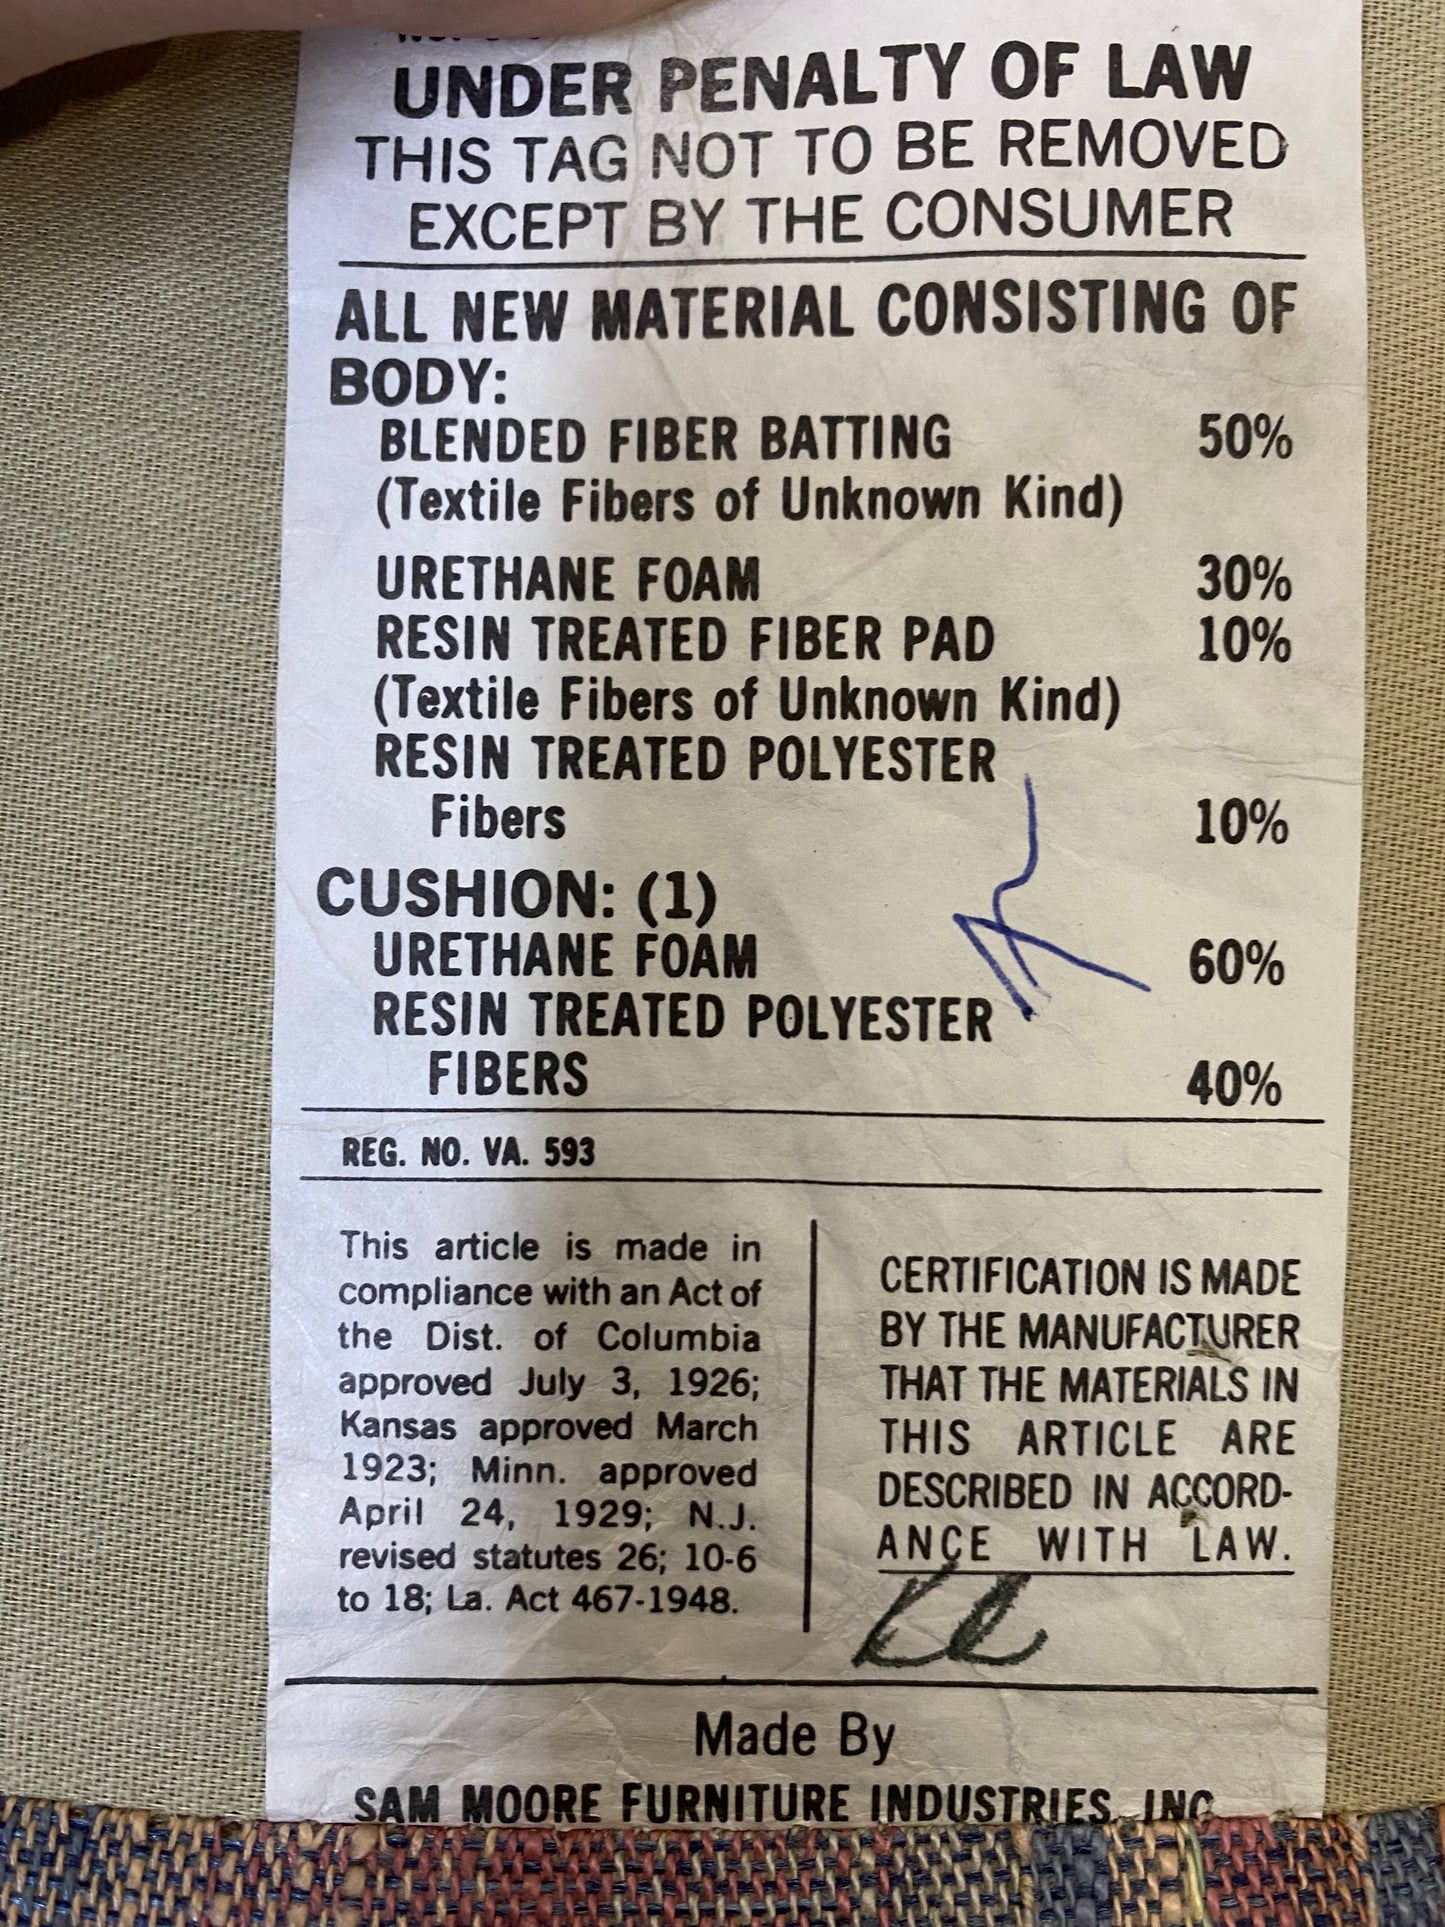 UNDER PENALTY OF LAW
THIS TAG NOT TO BE REMOVED
EXCEPT BY THE CONSUMER
ALL NEW MATERIAL CONSISTING OF
BODY:
BLENDED FIBER BATTING 50%
(Textile Fibers of Unknown Kind)
URETHANE FOAM 30%
RESIN TREATED FIBER PAD 10%
(Textile Fibers of Unknown Kind)
RESIN TREATED POLYESTER
Fibers 10%
CUSHION: (1)
URETHANE FOAM 60%
RESIN TREATED POLYESTER
FIBERS 40%
REG. NO. VA. 593
This article is made in
compliance with an Act of
the Dist. of Columbia
approved July 3, 1926;
Kansas approved March
1923; Minn. approved
April 24, 1929; N.J.
revised statutes 26; 10-6
to 18; La. Act 467-1948.
CERTIFICATION IS MADE
BY THE MANUFACTURER
THAT THE MATERIALS IN
THIS ARTICLE ARE
DESCRIBED IN ACCORD-
ANCE WITH LAW.
Made By
SAM MOORE FURNITURE INDUSTRIES, INC